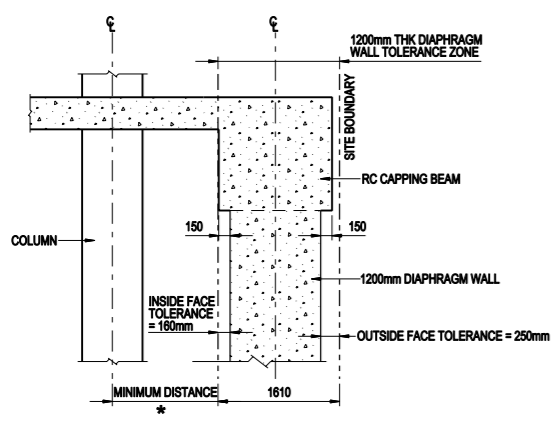 ℄
℄
1200mm THK DIAPHRAGM
WALL TOLERANCE ZONE
SITE BOUNDARY
RC CAPPING BEAM
150
150
COLUMN
1200mm DIAPHRAGM WALL
INSIDE FACE
TOLERANCE
= 160mm
OUTSIDE FACE TOLERANCE = 250mm
MINIMUM DISTANCE
1610
*